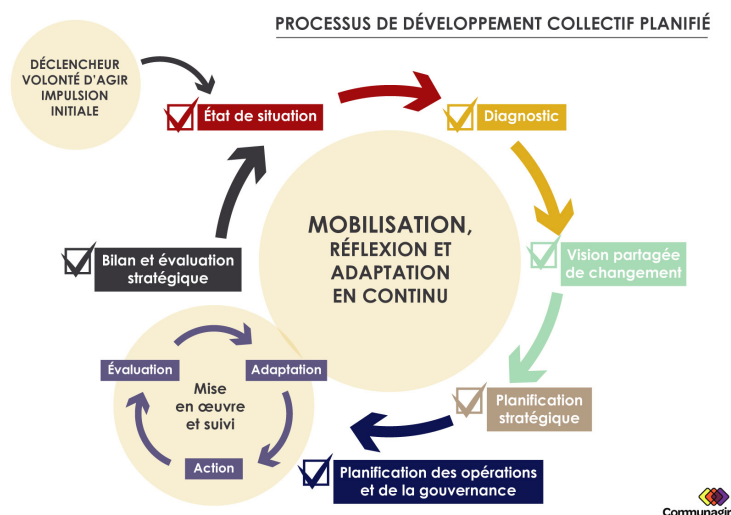 PROCESSUS DE DÉVELOPPEMENT COLLECTIF PLANIFIÉ
DÉCLENCHEUR
VOLONTÉ D'AGIR
IMPULSION
INITIALE
État de situation
Diagnostic
MOBILISATION,
RÉFLEXION ET
ADAPTATION
EN CONTINU
Vision partagée
de changement
Bilan et évaluation
stratégique
Planification
stratégique
Planification des opérations
et de la gouvernance
Évaluation
Adaptation
Mise
en œuvre
et suivi
Action
Communagir